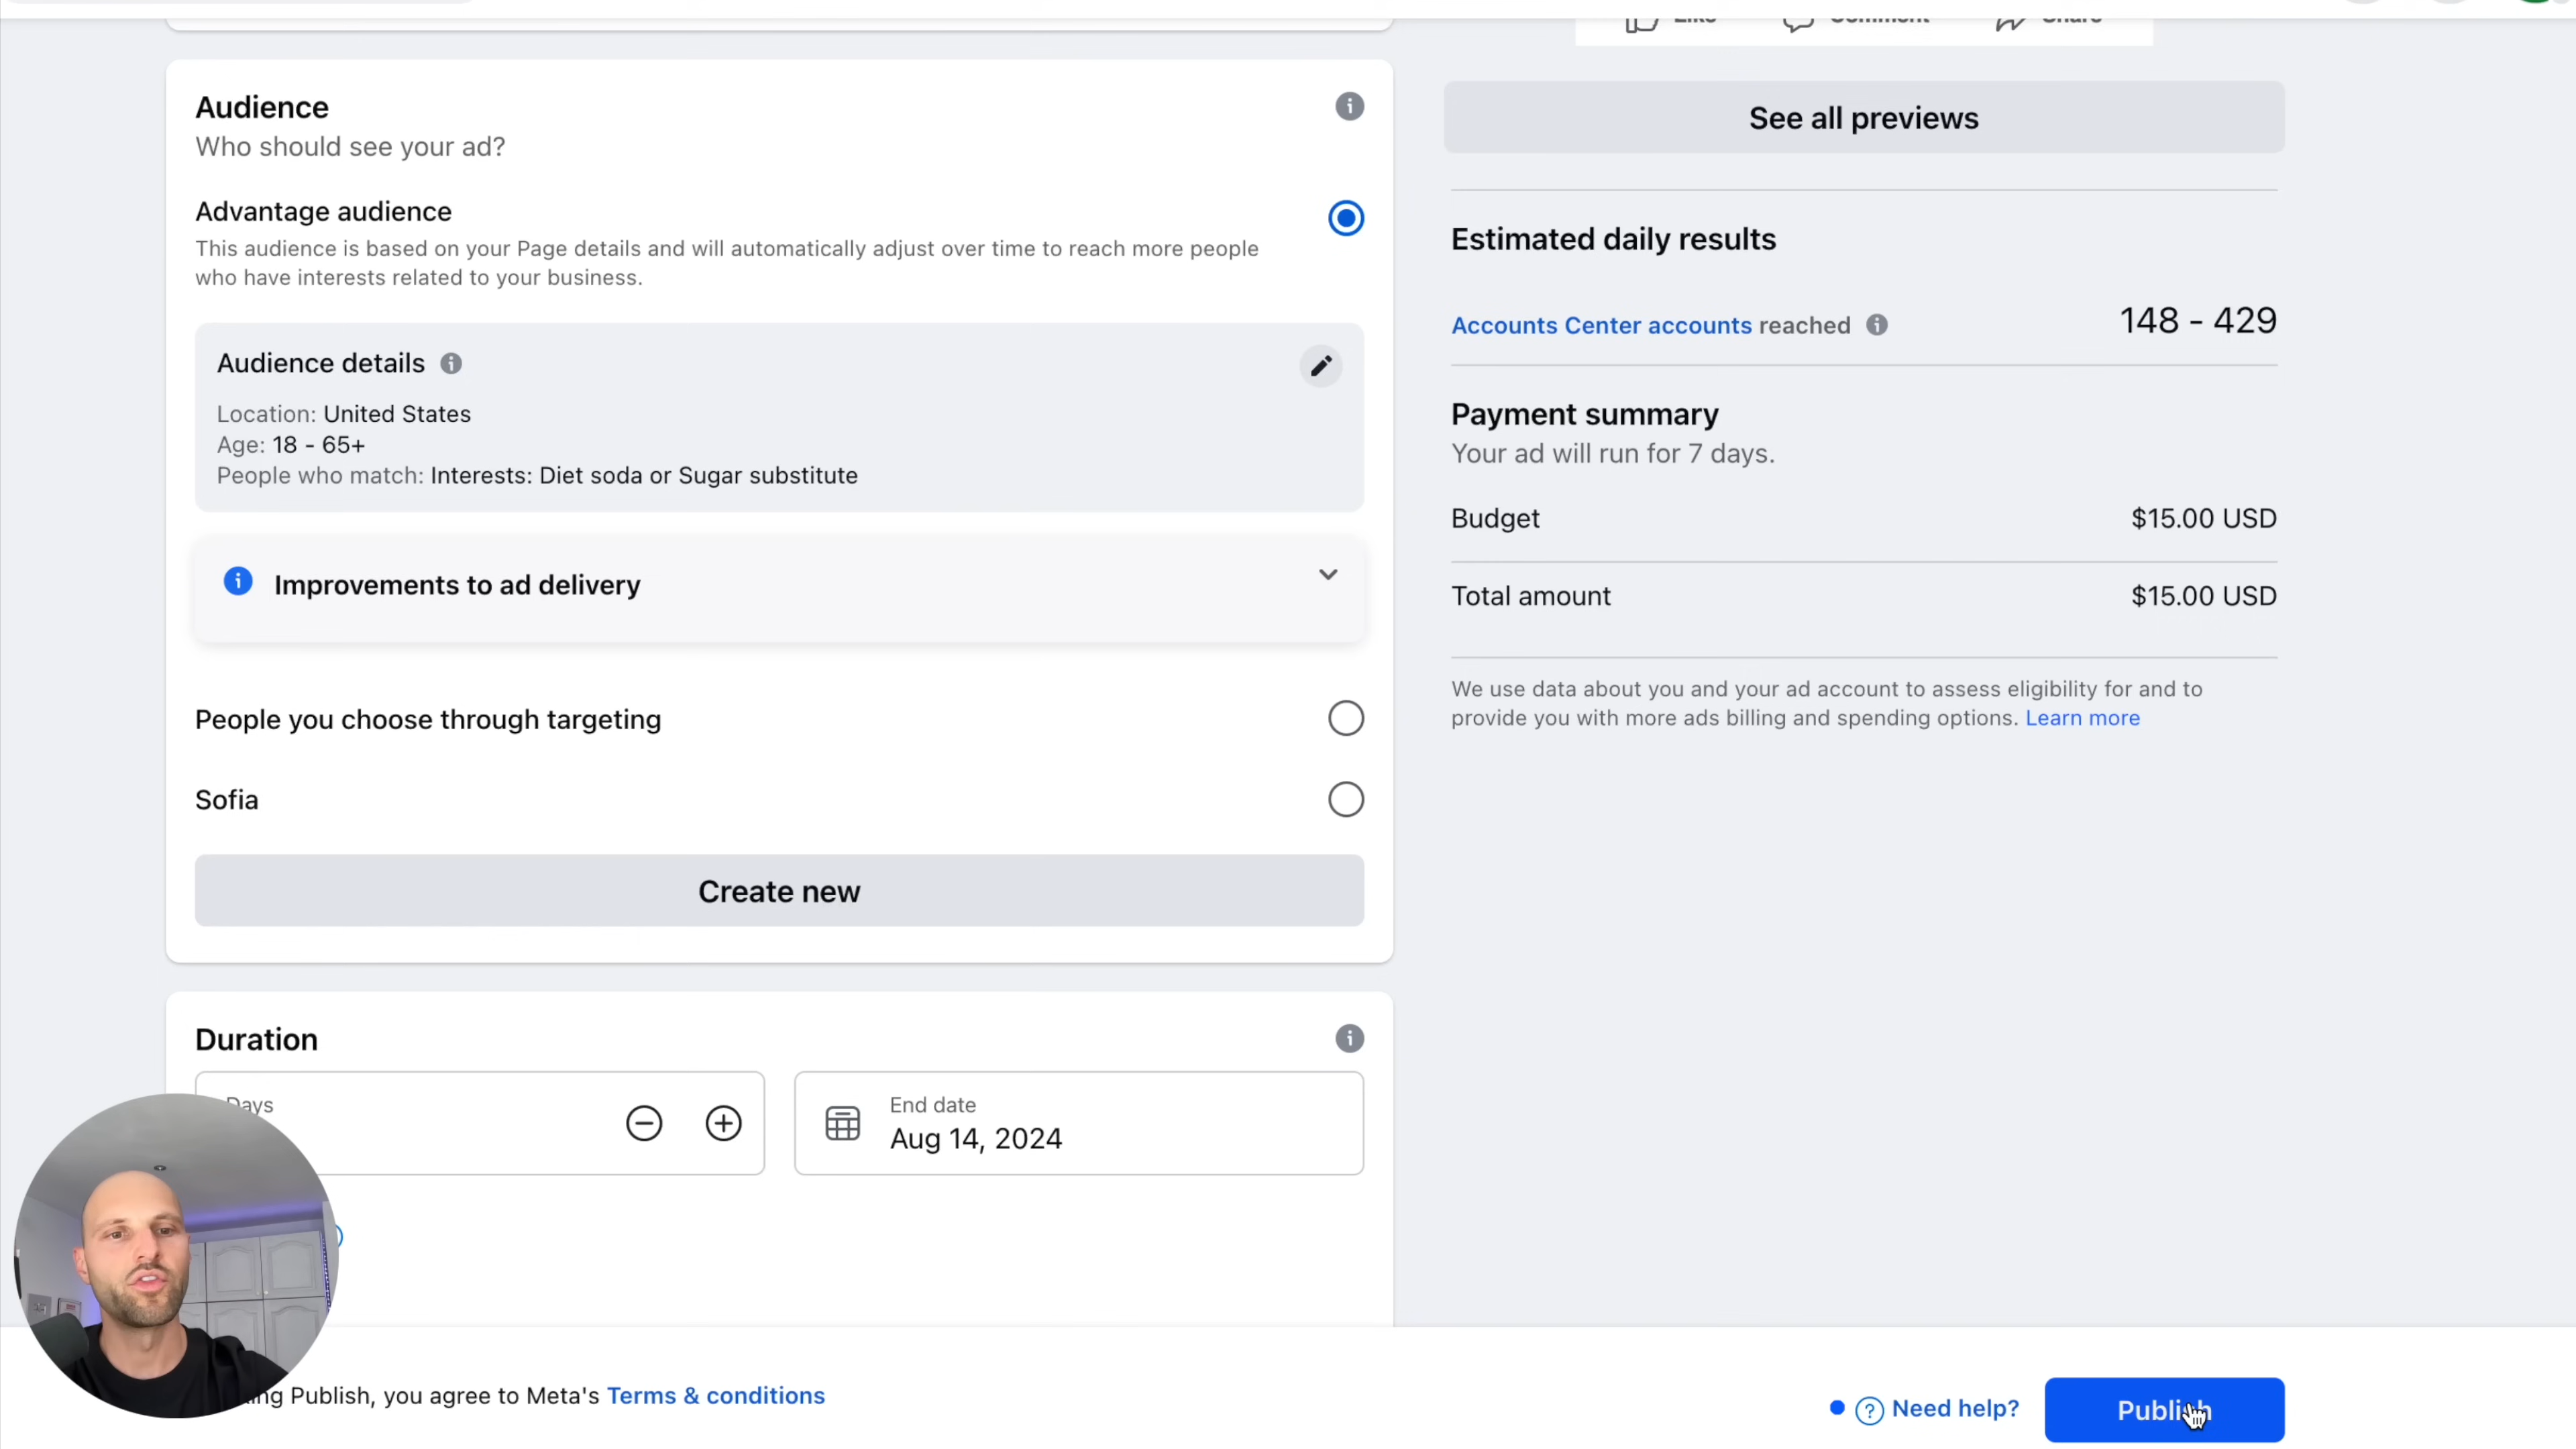 Audience
Who should see your ad?
Advantage audience
This audience is based on your Page details and will automatically adjust over time to reach more people
who have interests related to your business.
Audience details
Location: United States
Age: 18 - 65+
People who match: Interests: Diet soda or Sugar substitute
Improvements to ad delivery
People you choose through targeting
Sofia
Create new
Duration
Days
End date
Aug 14, 2024
ing Publish, you agree to Meta's Terms & conditions
Like
Comment
Share
See all previews
Estimated daily results
Accounts Center accounts reached
148 - 429
Payment summary
Your ad will run for 7 days.
Budget
$15.00 USD
Total amount
$15.00 USD
We use data about you and your ad account to assess eligibility for and to
provide you with more ads billing and spending options. Learn more
Need help?
Publish